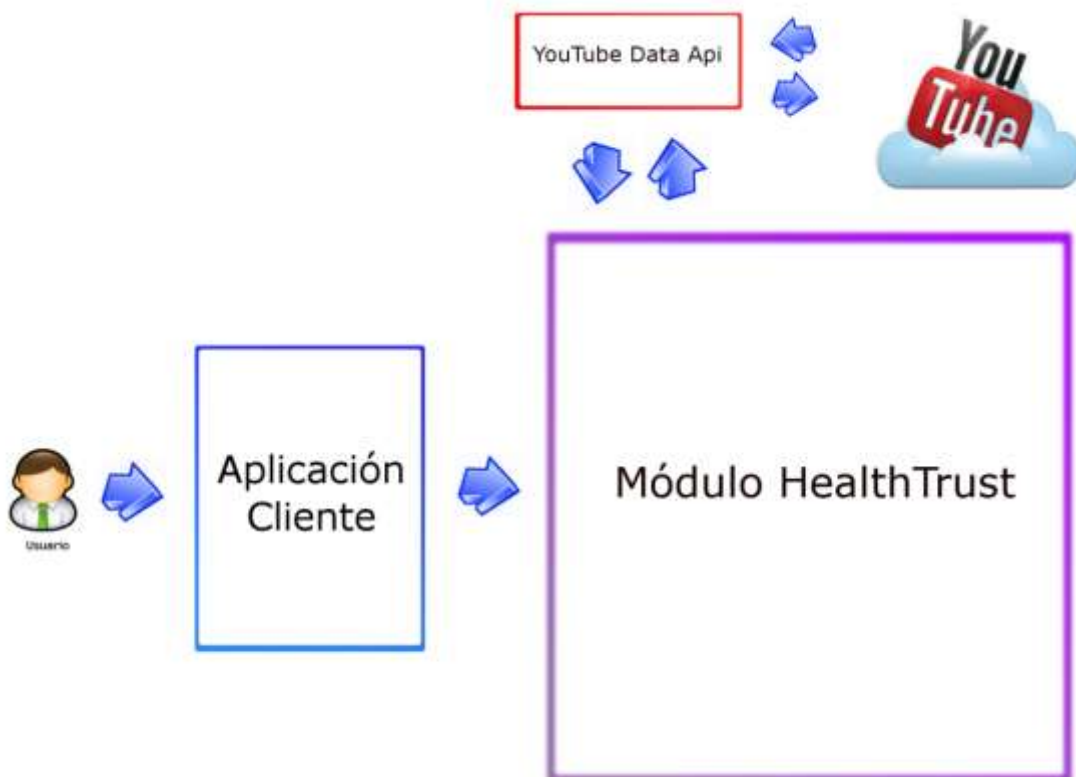 YouTube Data Api
You
Tube
Aplicación
Cliente
Módulo HealthTrust
Usuario